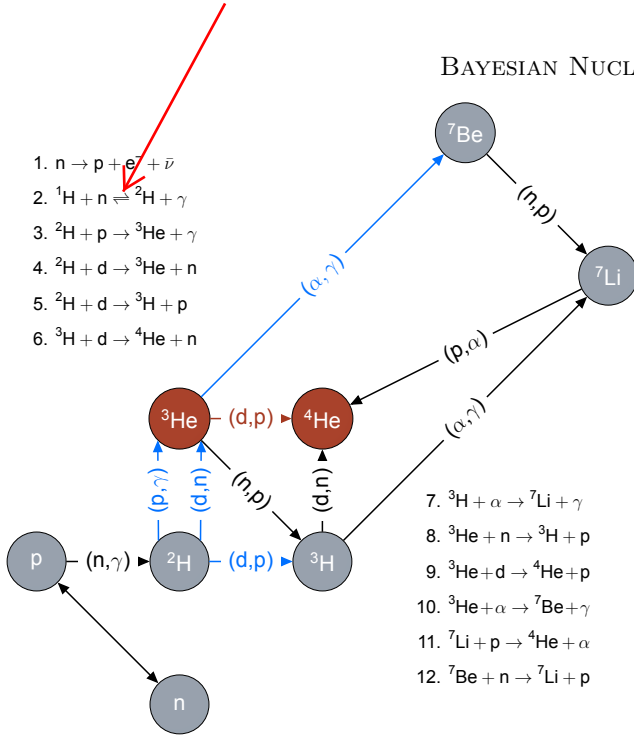 BAYESIAN NUCL
⁷Be
1. n → p + e⁻ + ν̄
2. ¹H + n ⇌ ²H + γ
3. ²H + p → ³He + γ
4. ²H + d → ³He + n
5. ²H + d → ³H + p
6. ³H + d → ⁴He + n
(n,p)
(α,γ)
⁷Li
(p,α)
(α,γ)
³He
(d,p)
⁴He
(p,γ)
(d,n)
(n,p)
(d,n)
p
(n,γ)
²H
(d,p)
³H
n
7. ³H + α → ⁷Li + γ
8. ³He + n → ³H + p
9. ³He + d → ⁴He + p
10. ³He + α → ⁷Be + γ
11. ⁷Li + p → ⁴He + α
12. ⁷Be + n → ⁷Li + p